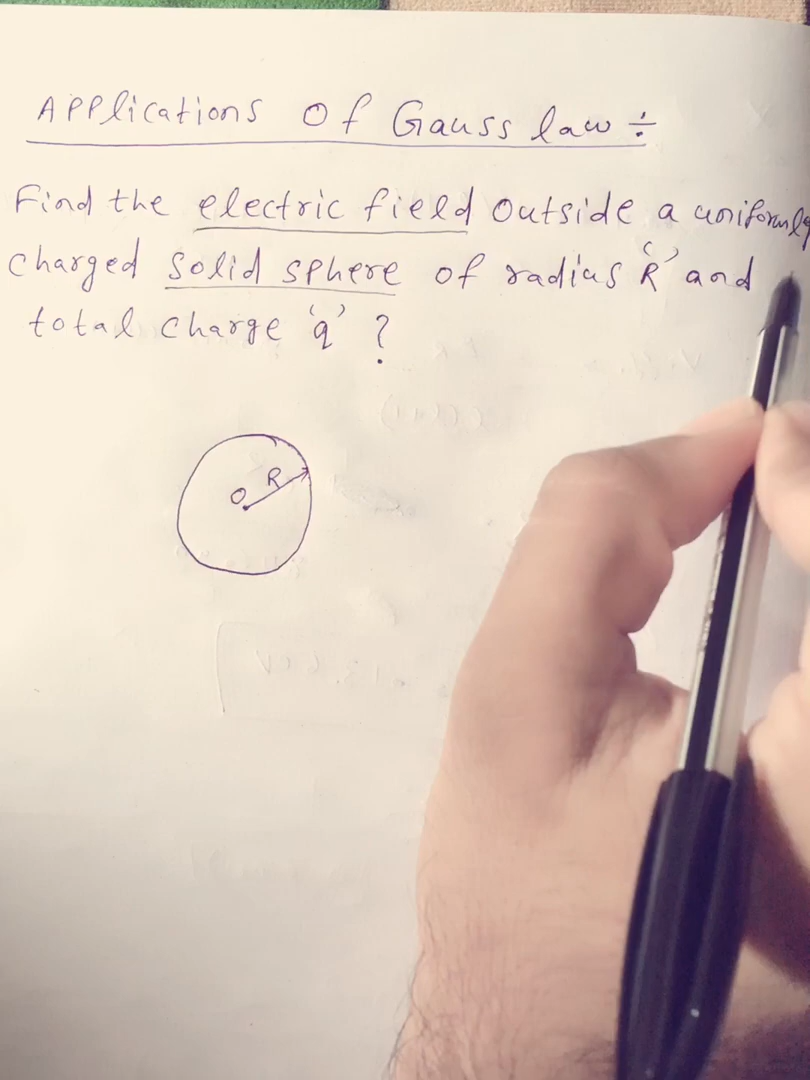 Applications of Gauss law ÷
Find the electric field outside a uniformly
charged solid sphere of radius 'R' and
total charge 'q' ?
R
O